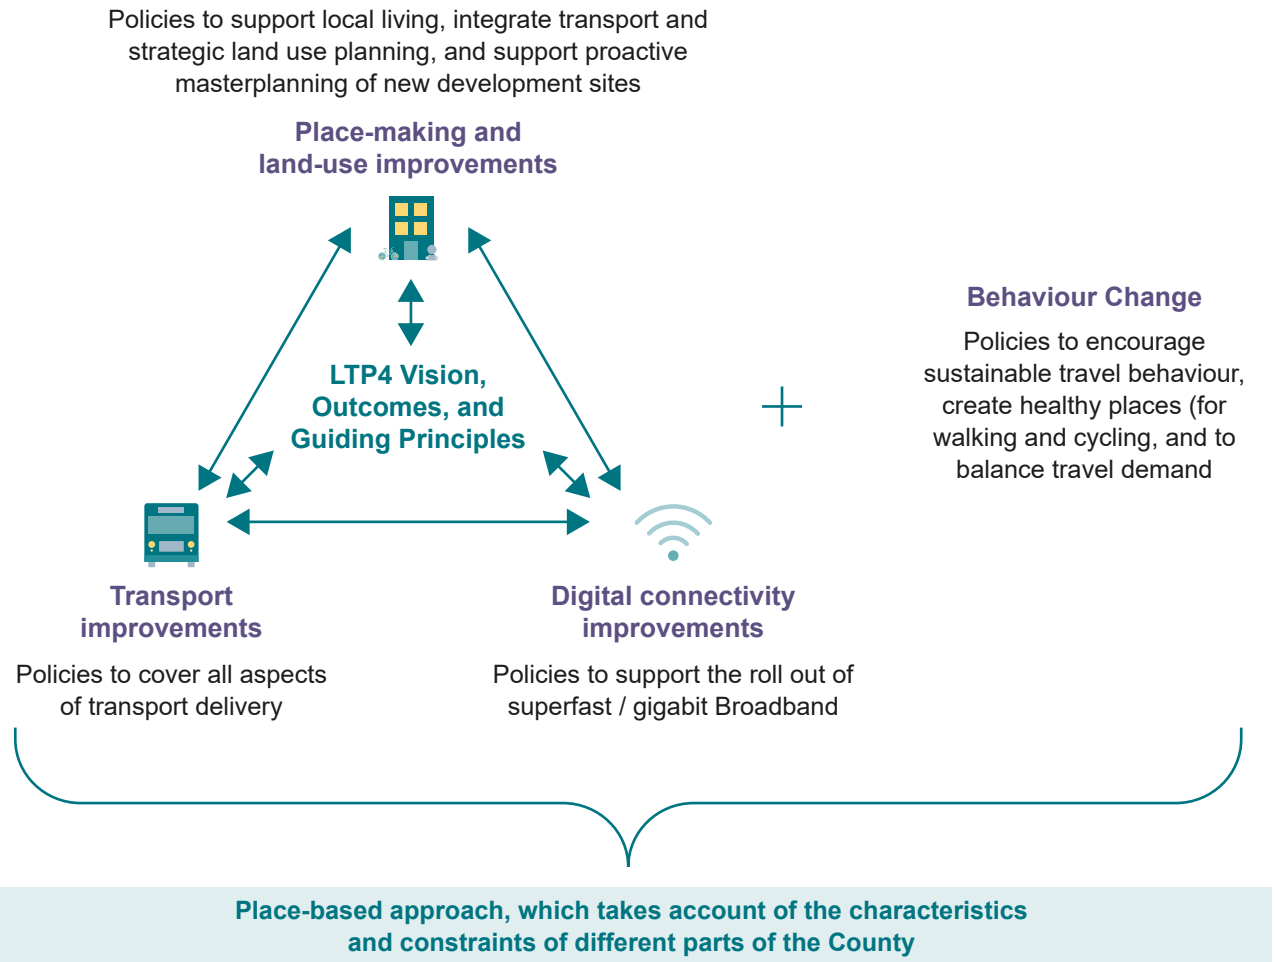 Policies to support local living, integrate transport and
strategic land use planning, and support proactive
masterplanning of new development sites
Place-making and
land-use improvements
LTP4 Vision,
Outcomes, and
Guiding Principles
Transport
improvements
Policies to cover all aspects
of transport delivery
Digital connectivity
improvements
Policies to support the roll out of
superfast / gigabit Broadband
Behaviour Change
Policies to encourage
sustainable travel behaviour,
create healthy places (for
walking and cycling, and to
balance travel demand
Place-based approach, which takes account of the characteristics
and constraints of different parts of the County